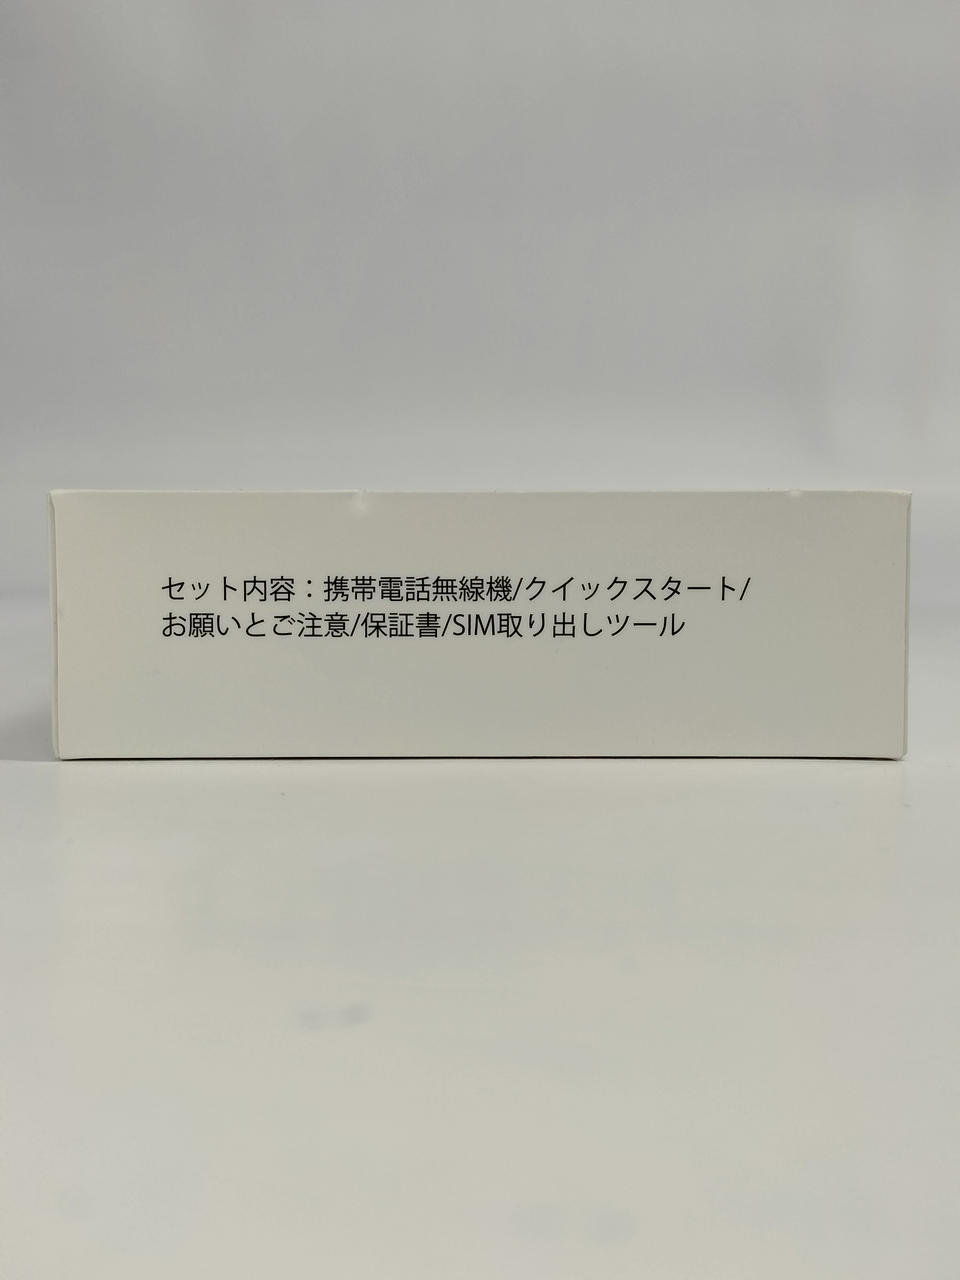 セット内容：携帯電話無線機/クイックスタート/
お願いとご注意/保証書/SIM取り出しツール